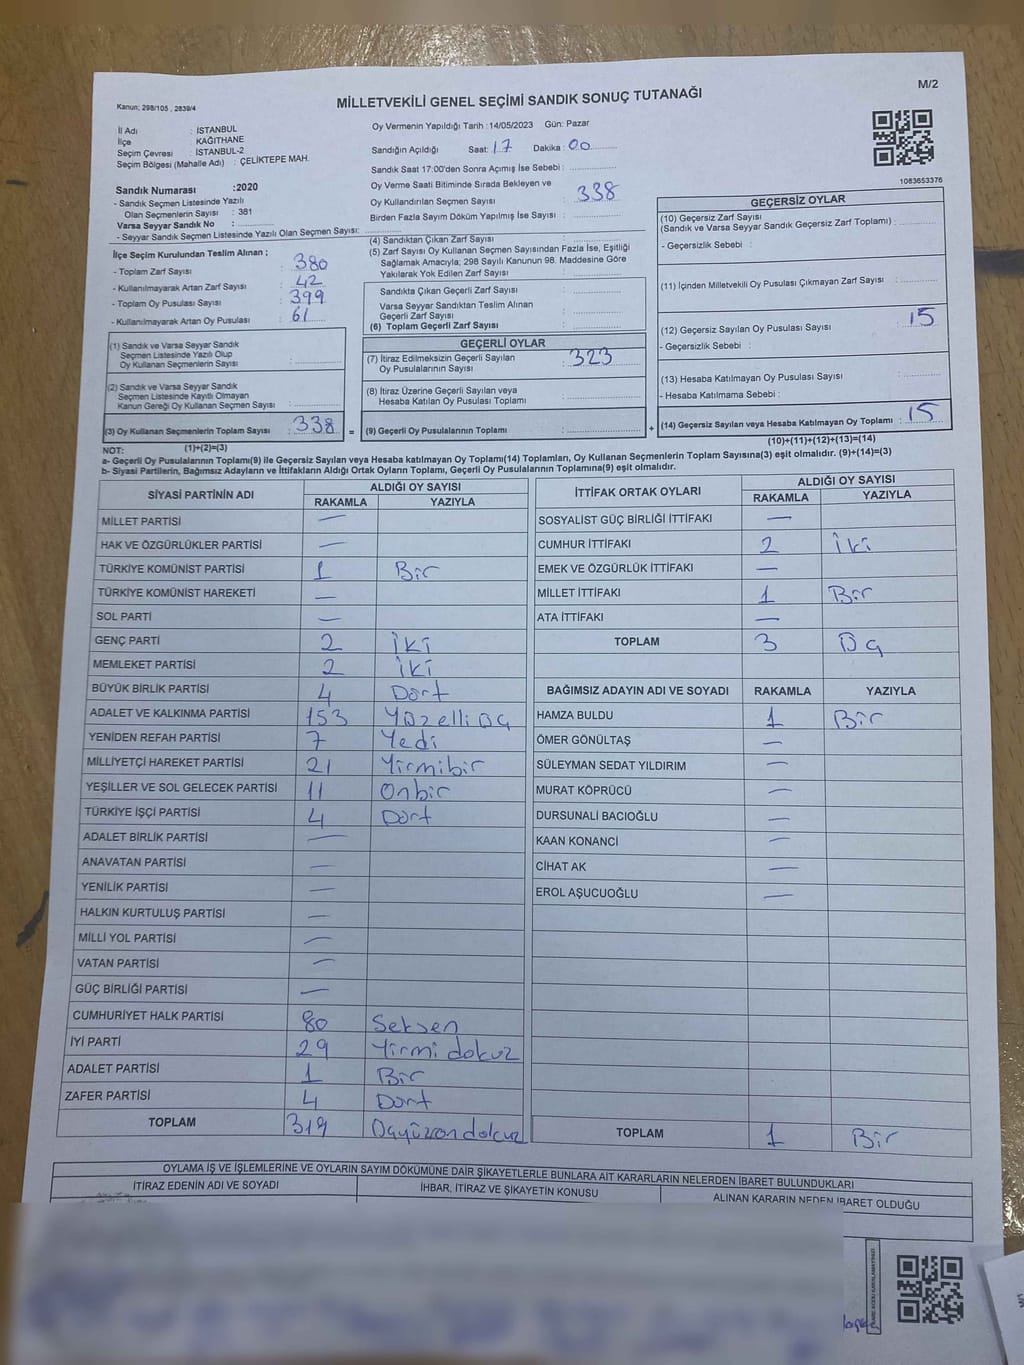 M/2
Kanun; 298/105 , 2839/4
MİLLETVEKİLİ GENEL SEÇİMİ SANDIK SONUÇ TUTANAĞI
İl Adı : İSTANBUL
İlçe : KAĞITHANE
Seçim Çevresi : İSTANBUL-2
Seçim Bölgesi (Mahalle Adı) : ÇELİKTEPE MAH.
Sandık Numarası :2020
- Sandık Seçmen Listesinde Yazılı
Olan Seçmenlerin Sayısı : 381
Varsa Seyyar Sandık No :
- Seyyar Sandık Seçmen Listesinde Yazılı Olan Seçmen Sayısı:
Oy Vermenin Yapıldığı Tarih :14/05/2023 Gün: Pazar
Sandığın Açıldığı Saat: 17 Dakika: 00
Sandık Saat 17:00'den Sonra Açımış İse Sebebi :
Oy Verme Saati Bitiminde Sırada Bekleyen ve
Oy Kullandırılan Seçmen Sayısı : 338
Birden Fazla Sayım Döküm Yapılmış İse Sayısı :
1083653376
İlçe Seçim Kurulundan Teslim Alınan ;
- Toplam Zarf Sayısı : 380
- Kullanılmayarak Artan Zarf Sayısı : 42
- Toplam Oy Pusulası Sayısı : 399
- Kullanılmayarak Artan Oy Pusulası : 61
(1) Sandık ve Varsa Seyyar Sandık
Seçmen Listesinde Yazılı Olup
Oy Kullanan Seçmenlerin Sayısı :
(2) Sandık ve Varsa Seyyar Sandık
Seçmen Listesinde Kayıtlı Olmayan
Kanun Gereği Oy Kullanan Seçmen Sayısı :
(3) Oy Kullanan Seçmenlerin Toplam Sayısı : 338 =
(4) Sandıktan Çıkan Zarf Sayısı :
(5) Zarf Sayısı Oy Kullanan Seçmen Sayısından Fazla İse, Eşitliği
Sağlamak Amacıyla; 298 Sayılı Kanunun 98. Maddesine Göre
Yakılarak Yok Edilen Zarf Sayısı :
Sandıkta Çıkan Geçerli Zarf Sayısı :
Varsa Seyyar Sandıktan Teslim Alınan
Geçerli Zarf Sayısı :
(6) Toplam Geçerli Zarf Sayısı :
GEÇERLİ OYLAR
(7) İtiraz Edilmeksizin Geçerli Sayılan
Oy Pusulalarının Sayısı : 323
(8) İtiraz Üzerine Geçerli Sayılan veya
Hesaba Katılan Oy Pusulası Toplamı :
(9) Geçerli Oy Pusulalarının Toplamı : +
GEÇERSİZ OYLAR
(10) Geçersiz Zarf Sayısı
(Sandık ve Varsa Seyyar Sandık Geçersiz Zarf Toplamı) :
- Geçersizlik Sebebi :
(11) İçinden Milletvekili Oy Pusulası Çıkmayan Zarf Sayısı :
(12) Geçersiz Sayılan Oy Pusulası Sayısı : 15
- Geçersizlik Sebebi :
(13) Hesaba Katılmayan Oy Pusulası Sayısı :
- Hesaba Katılmama Sebebi :
(14) Geçersiz Sayılan veya Hesaba Katılmayan Oy Toplamı : 15
NOT: (1)+(2)=(3) (10)+(11)+(12)+(13)=(14)
a- Geçerli Oy Pusulalarının Toplamı(9) ile Geçersiz Sayılan veya Hesaba katılmayan Oy Toplamı(14) Toplamları, Oy Kullanan Seçmenlerin Toplam Sayısına(3) eşit olmalıdır. (9)+(14)=(3)
b- Siyasi Partilerin, Bağımsız Adayların ve İttifakların Aldığı Ortak Oyların Toplamı, Geçerli Oy Pusulalarının Toplamına(9) eşit olmalıdır.
SİYASİ PARTİNİN ADI ALDIĞI OY SAYISI
RAKAMLA YAZIYLA
MİLLET PARTİSİ —
HAK VE ÖZGÜRLÜKLER PARTİSİ —
TÜRKİYE KOMÜNİST PARTİSİ 1 Bir
TÜRKİYE KOMÜNİST HAREKETİ —
SOL PARTİ —
GENÇ PARTİ 2 İki
MEMLEKET PARTİSİ 2 İki
BÜYÜK BİRLİK PARTİSİ 4 Dört
ADALET VE KALKINMA PARTİSİ 153 Yüzelli üç
YENİDEN REFAH PARTİSİ 7 Yedi
MİLLİYETÇİ HAREKET PARTİSİ 21 Yirmibir
YEŞİLLER VE SOL GELECEK PARTİSİ 11 Onbir
TÜRKİYE İŞÇİ PARTİSİ 4 Dört
ADALET BİRLİK PARTİSİ —
ANAVATAN PARTİSİ —
YENİLİK PARTİSİ —
HALKIN KURTULUŞ PARTİSİ —
MİLLİ YOL PARTİSİ —
VATAN PARTİSİ —
GÜÇ BİRLİĞİ PARTİSİ —
CUMHURİYET HALK PARTİSİ 80 Seksen
İYİ PARTİ 29 Yirmi dokuz
ADALET PARTİSİ 1 Bir
ZAFER PARTİSİ 4 Dört
TOPLAM 319 Üçyüzon dokuz
İTTİFAK ORTAK OYLARI ALDIĞI OY SAYISI
RAKAMLA YAZIYLA
SOSYALİST GÜÇ BİRLİĞİ İTTİFAKI —
CUMHUR İTTİFAKI 2 İki
EMEK VE ÖZGÜRLÜK İTTİFAKI —
MİLLET İTTİFAKI 1 Bir
ATA İTTİFAKI —
TOPLAM 3 Üç
BAĞIMSIZ ADAYIN ADI VE SOYADI RAKAMLA YAZIYLA
HAMZA BULDU 1 Bir
ÖMER GÖNÜLTAŞ —
SÜLEYMAN SEDAT YILDIRIM —
MURAT KÖPRÜCÜ —
DURSUNALİ BACIOĞLU —
KAAN KONANCİ —
CİHAT AK —
EROL AŞUCUOĞLU —
TOPLAM 1 Bir
OYLAMA İŞ VE İŞLEMLERİNE VE OYLARIN SAYIM DÖKÜMÜNE DAİR ŞİKAYETLERLE BUNLARA AİT KARARLARIN NELERDEN İBARET BULUNDUKLARI
İTİRAZ EDENİN ADI VE SOYADI İHBAR, İTİRAZ VE ŞİKAYETİN KONUSU ALINAN KARARIN NEDEN İBARET OLDUĞU